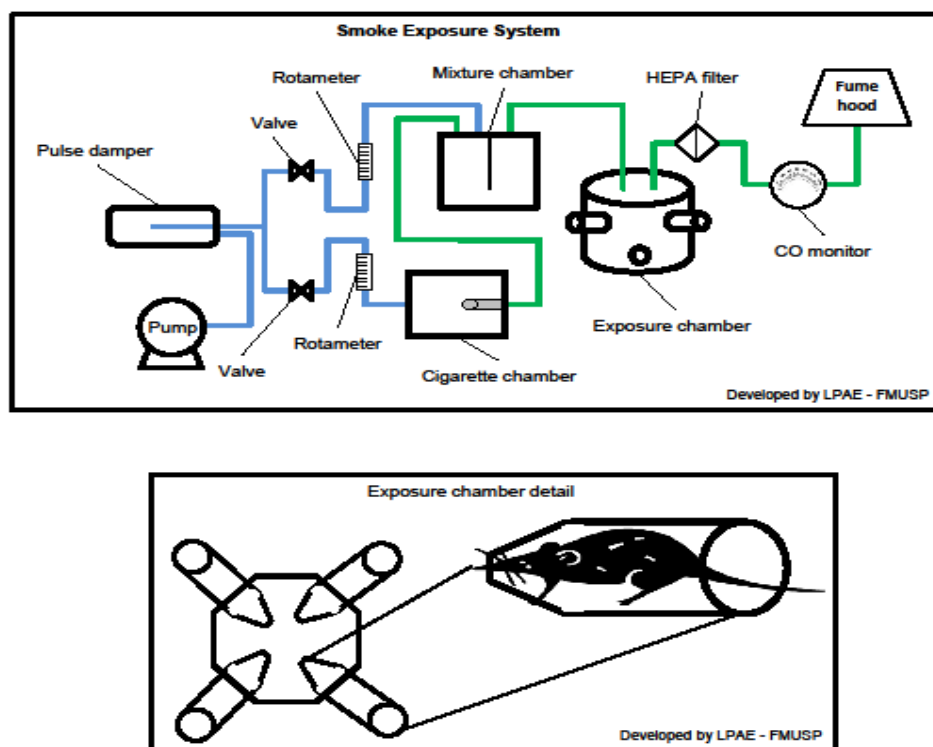 Smoke Exposure System
Rotameter
Mixture chamber
HEPA filter
Fume
hood
Valve
Pulse damper
CO monitor
Pump
Rotameter
Exposure chamber
Valve
Cigarette chamber
Developed by LPAE - FMUSP
Exposure chamber detail
Developed by LPAE - FMUSP